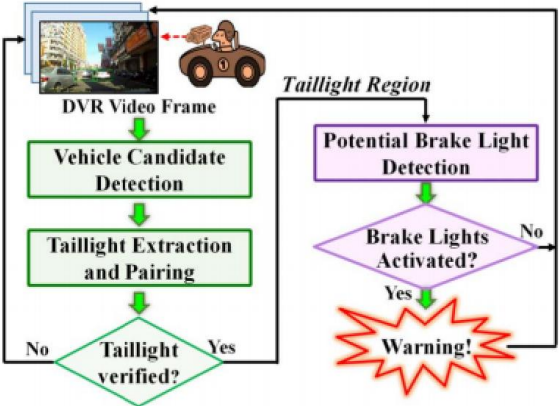 DVR Video Frame
Vehicle Candidate
Detection
Taillight Extraction
and Pairing
Taillight
verified?
No
Yes
Taillight Region
Potential Brake Light
Detection
Brake Lights
Activated?
No
Yes
Warning!
1